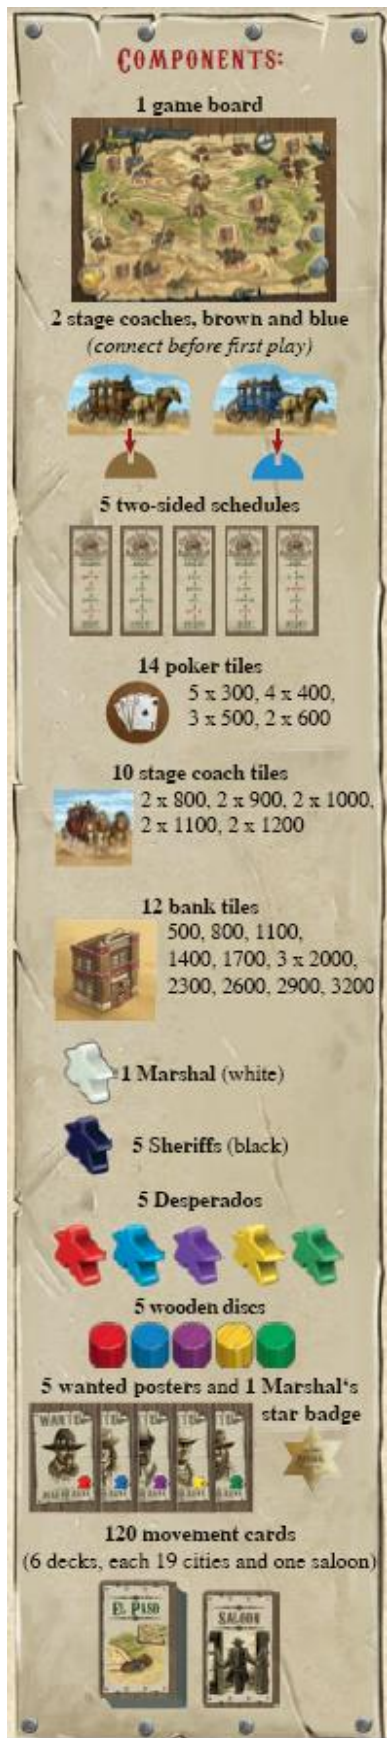 COMPONENTS:
1 game board
2 stage coaches, brown and blue
(connect before first play)
5 two-sided schedules
14 poker tiles
5 x 300, 4 x 400,
3 x 500, 2 x 600
10 stage coach tiles
2 x 800, 2 x 900, 2 x 1000,
2 x 1100, 2 x 1200
12 bank tiles
500, 800, 1100,
1400, 1700, 3 x 2000,
2300, 2600, 2900, 3200
1 Marshal (white)
5 Sheriffs (black)
5 Desperados
5 wooden discs
5 wanted posters and 1 Marshal‘s
star badge
WANTED
120 movement cards
(6 decks, each 19 cities and one saloon)
EL PASO
SALOON